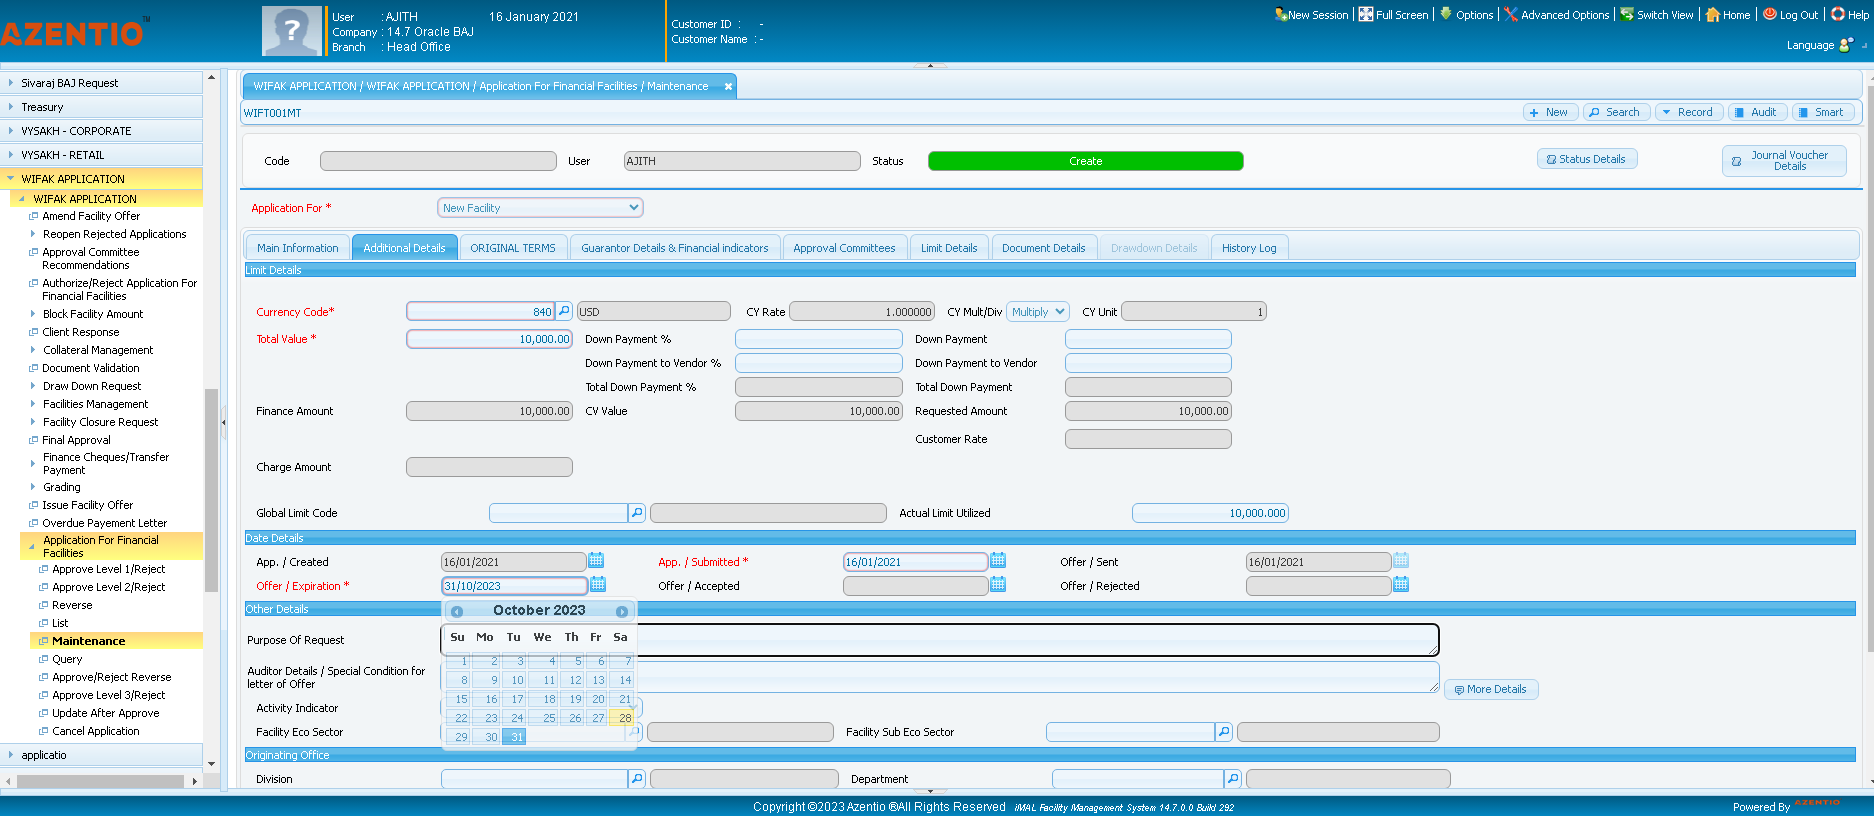 AZENTIO™
User : AJITH 16 January 2021
Company : 14.7 Oracle BAJ
Branch : Head Office
Customer ID : -
Customer Name : -
New Session Full Screen Options Advanced Options Switch View Home Log Out Help
Language
Sivaraj BAJ Request
Treasury
VYSAKH - CORPORATE
VYSAKH - RETAIL
WIFAK APPLICATION
WIFAK APPLICATION
Amend Facility Offer
Reopen Rejected Applications
Approval Committee
Recommendations
Authorize/Reject Application For
Financial Facilities
Block Facility Amount
Client Response
Collateral Management
Document Validation
Draw Down Request
Facilities Management
Facility Closure Request
Final Approval
Finance Cheques/Transfer
Payment
Grading
Issue Facility Offer
Overdue Payement Letter
Application For Financial
Facilities
Approve Level 1/Reject
Approve Level 2/Reject
Reverse
List
Maintenance
Query
Approve/Reject Reverse
Approve Level 3/Reject
Update After Approve
Cancel Application
applicatio
WIFAK APPLICATION / WIFAK APPLICATION / Application For Financial Facilities / Maintenance
WIFT001MT
New Search Record Audit Smart
Code User AJITH Status Create
Status Details
Journal Voucher
Details
Application For * New Facility
Main Information Additional Details ORIGINAL TERMS Guarantor Details & Financial indicators Approval Committees Limit Details Document Details Drawdown Details History Log
Limit Details
Currency Code* 840 USD CY Rate 1.000000 CY Mult/Div Multiply CY Unit 1
Total Value * 10,000.00 Down Payment % Down Payment
Down Payment to Vendor % Down Payment to Vendor
Total Down Payment % Total Down Payment
Finance Amount 10,000.00 CV Value 10,000.00 Requested Amount 10,000.00
Customer Rate
Charge Amount
Global Limit Code Actual Limit Utilized 10,000.000
Date Details
App. / Created 16/01/2021 App. / Submitted * 16/01/2021 Offer / Sent 16/01/2021
Offer / Expiration * 31/10/2023 Offer / Accepted Offer / Rejected
Other Details
October 2023
Su Mo Tu We Th Fr Sa
1 2 3 4 5 6 7
8 9 10 11 12 13 14
15 16 17 18 19 20 21
22 23 24 25 26 27 28
29 30 31
Purpose Of Request
Auditor Details / Special Condition for
letter of Offer
More Details
Activity Indicator
Facility Eco Sector Facility Sub Eco Sector
Originating Office
Division Department
Copyright ©2023 Azentio ®All Rights Reserved iMAL Facility Management System 14.7.0.0 Build 292
Powered By AZENTIO